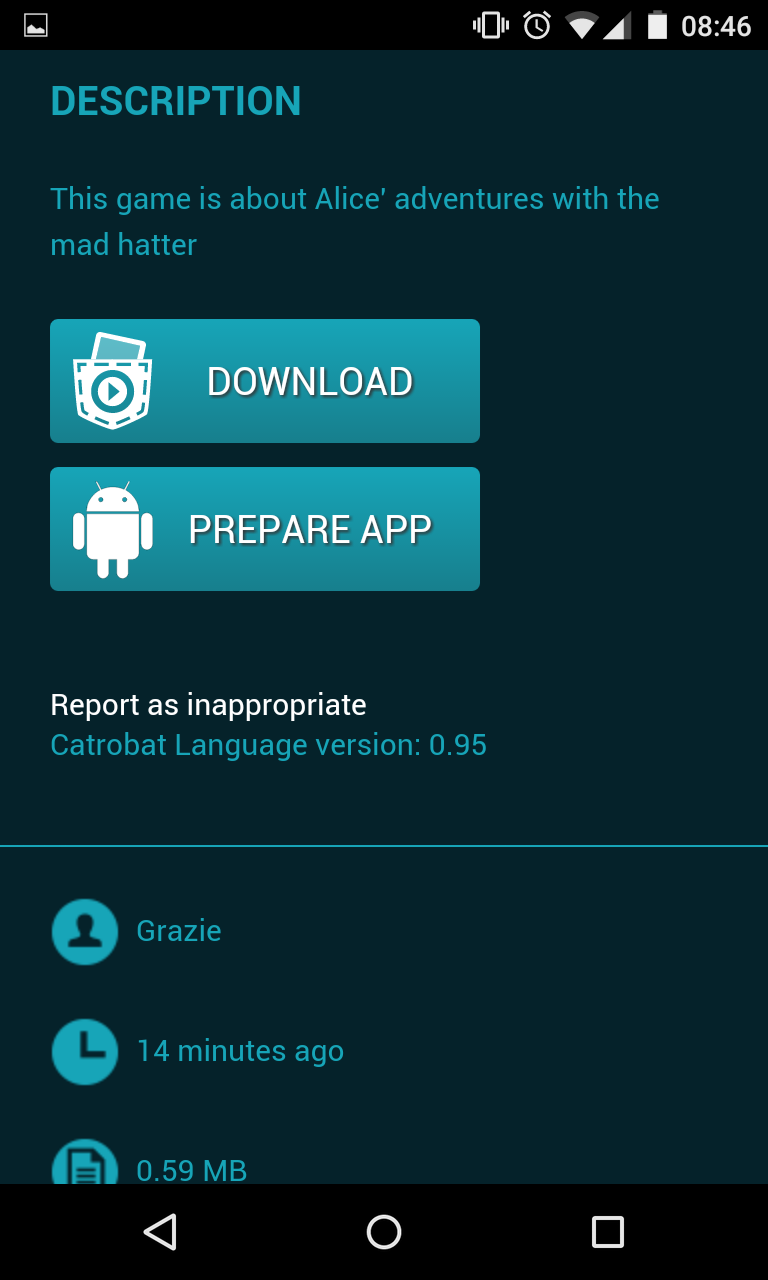 08:46
DESCRIPTION
This game is about Alice' adventures with the
mad hatter
DOWNLOAD
PREPARE APP
Report as inappropriate
Catrobat Language version: 0.95
Grazie
14 minutes ago
0.59 MB